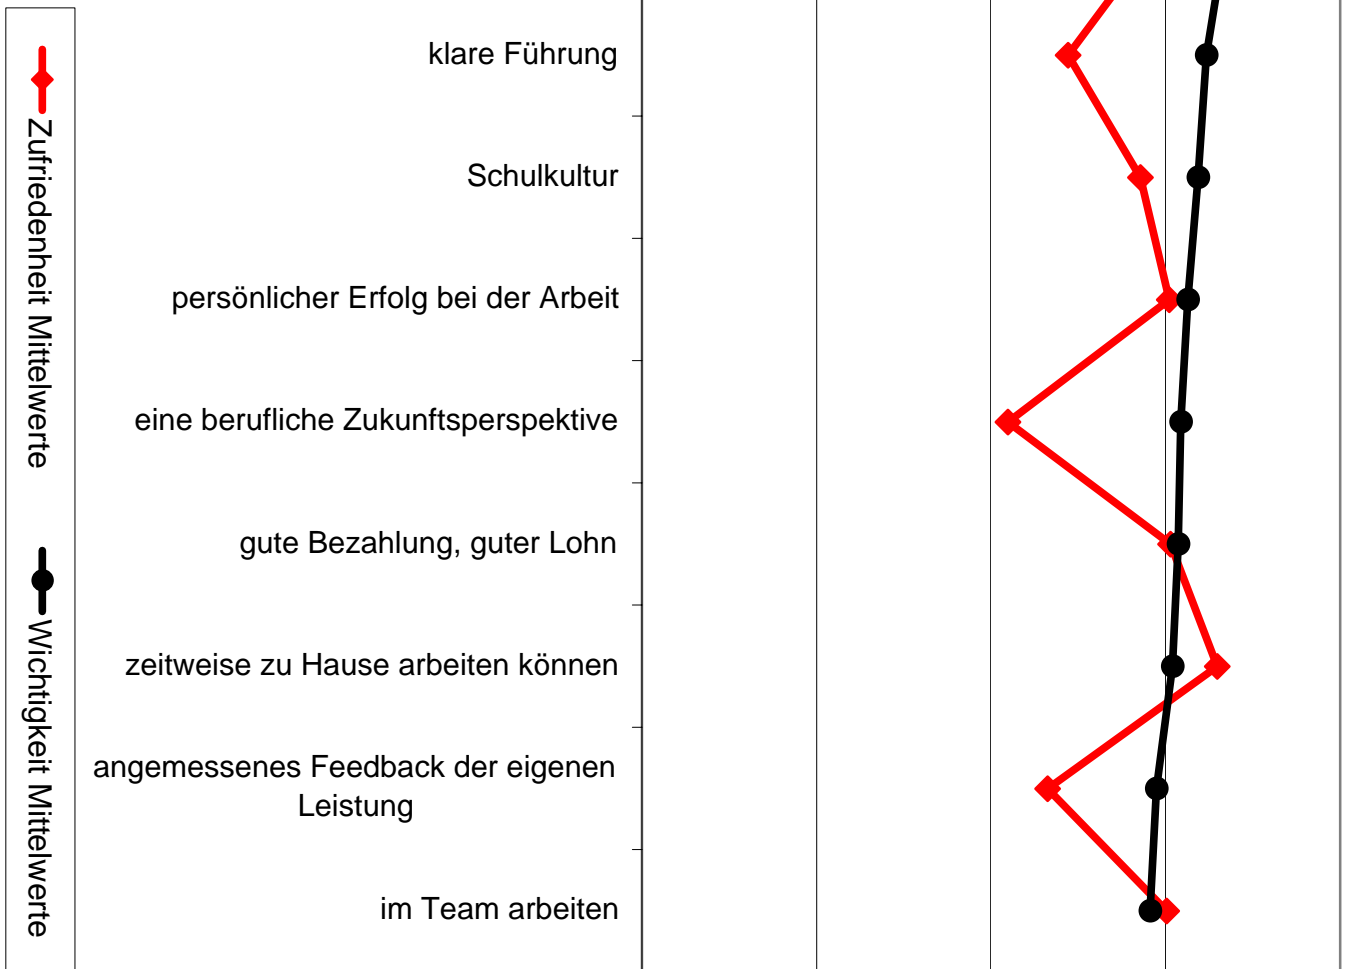 Zufriedenheit Mittelwerte
Wichtigkeit Mittelwerte
klare Führung
Schulkultur
persönlicher Erfolg bei der Arbeit
eine berufliche Zukunftsperspektive
gute Bezahlung, guter Lohn
zeitweise zu Hause arbeiten können
angemessenes Feedback der eigenen
Leistung
im Team arbeiten